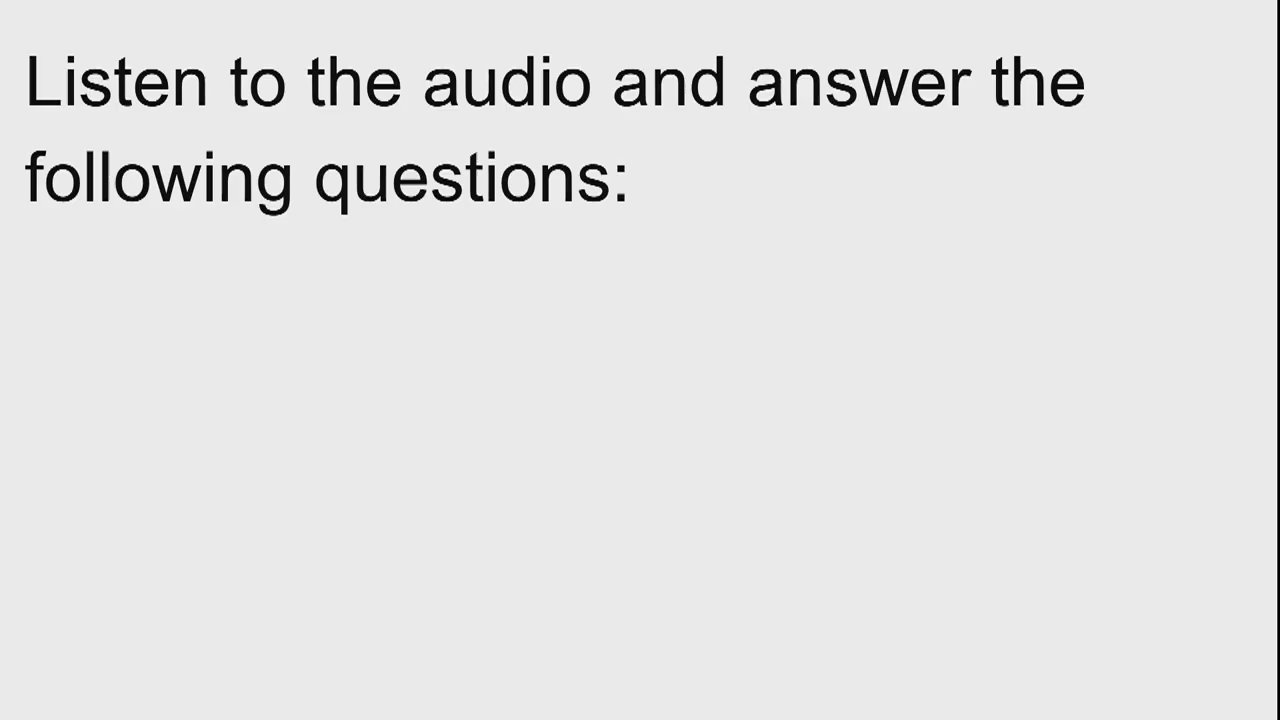 Listen to the audio and answer the
following questions: